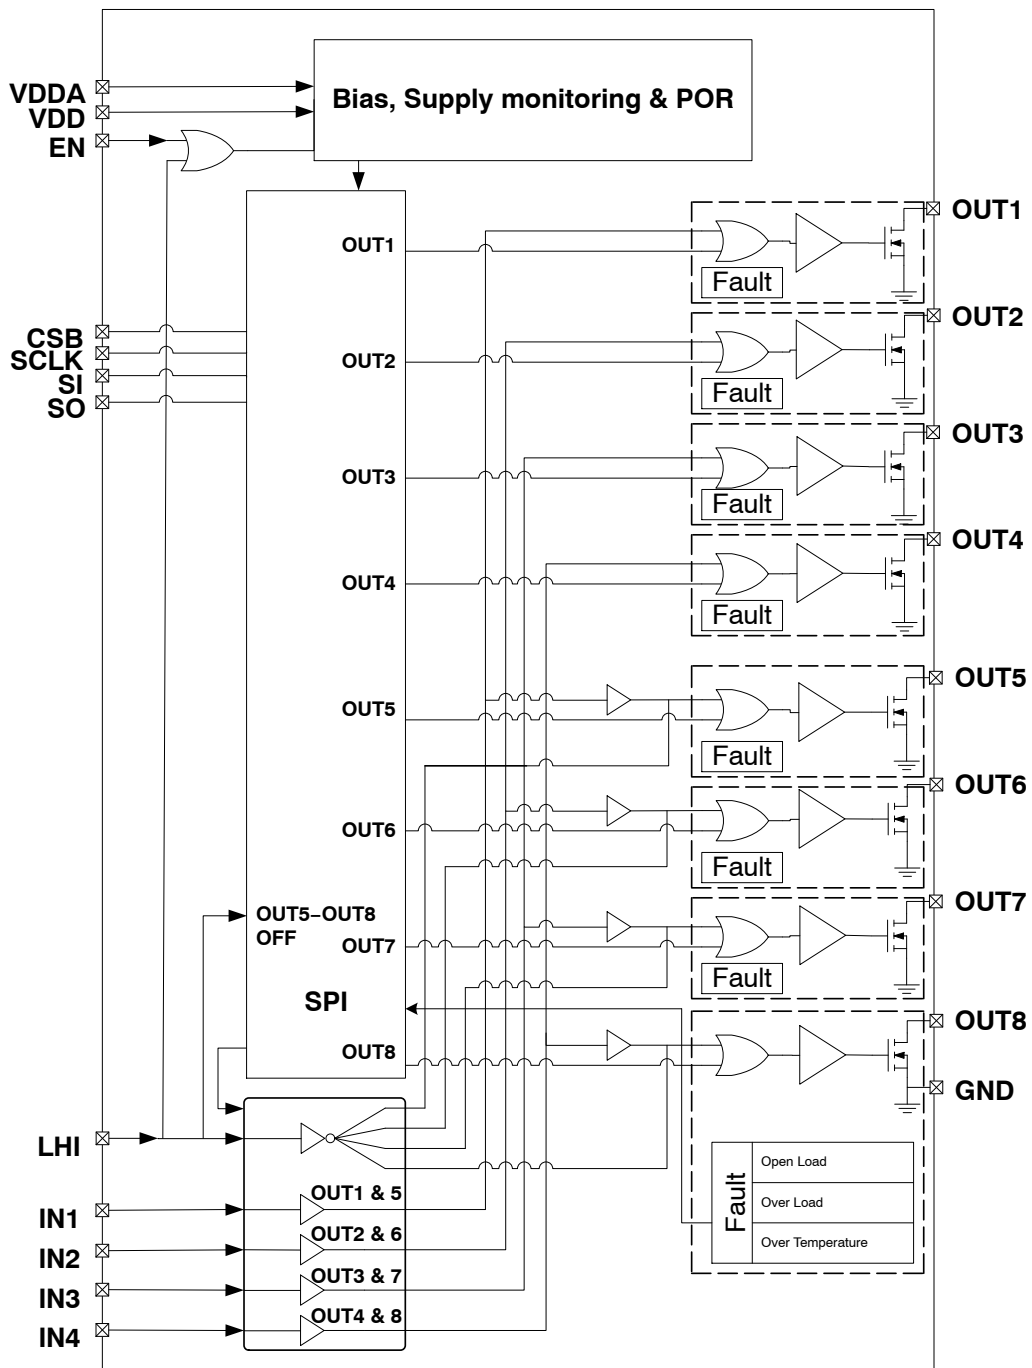 VDDA
VDD
EN
Bias, Supply monitoring & POR
OUT1
OUT1
Fault
CSB
SCLK
SI
SO
OUT2
OUT2
Fault
OUT3
OUT3
Fault
OUT4
OUT4
Fault
OUT5
OUT5
Fault
OUT6
OUT6
Fault
OUT5–OUT8
OFF
OUT7
OUT7
Fault
SPI
OUT8
OUT8
GND
LHI
Fault
Open Load
Over Load
Over Temperature
IN1
OUT1 & 5
IN2
OUT2 & 6
IN3
OUT3 & 7
IN4
OUT4 & 8